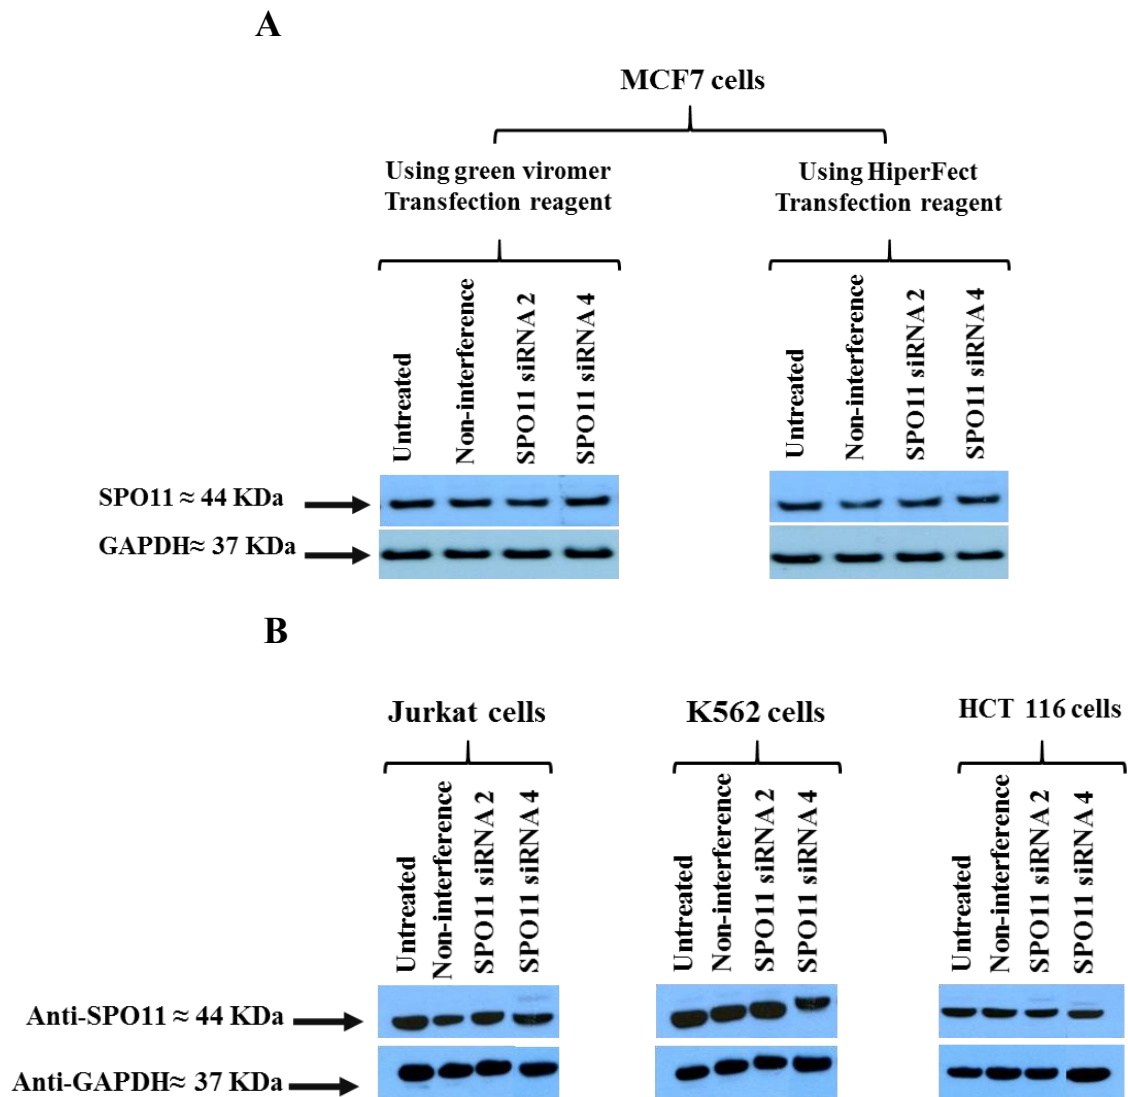 A
MCF7 cells
Using green viromer
Transfection reagent
Using HiperFect
Transfection reagent
Untreated
Non-interference
SPO11 siRNA 2
SPO11 siRNA 4
Untreated
Non-interference
SPO11 siRNA 2
SPO11 siRNA 4
SPO11 ≈ 44 KDa
GAPDH≈ 37 KDa
B
Jurkat cells
K562 cells
HCT 116 cells
Untreated
Non-interference
SPO11 siRNA 2
SPO11 siRNA 4
Untreated
Non-interference
SPO11 siRNA 2
SPO11 siRNA 4
Untreated
Non-interference
SPO11 siRNA 2
SPO11 siRNA 4
Anti-SPO11 ≈ 44 KDa
Anti-GAPDH≈ 37 KDa